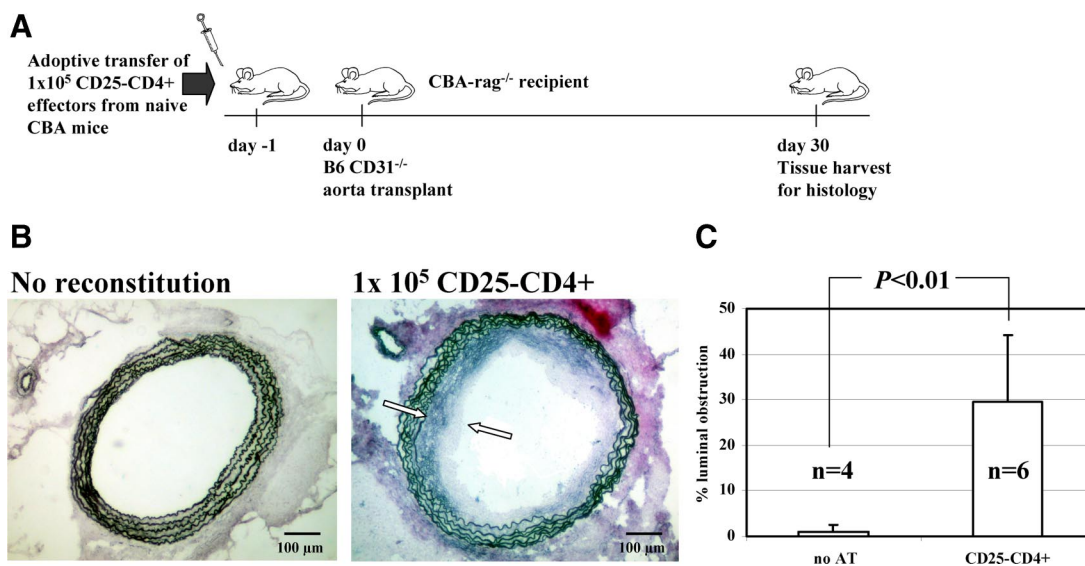 A
Adoptive transfer of
1x10⁵ CD25-CD4+
effectors from naive
CBA mice
CBA-rag⁻/⁻ recipient
day -1
day 0
B6 CD31⁻/⁻
aorta transplant
day 30
Tissue harvest
for histology
B
No reconstitution
1x 10⁵ CD25-CD4+
100 µm
100 µm
C
P<0.01
% luminal obstruction
50
40
30
20
10
0
n=4
n=6
no AT
CD25-CD4+